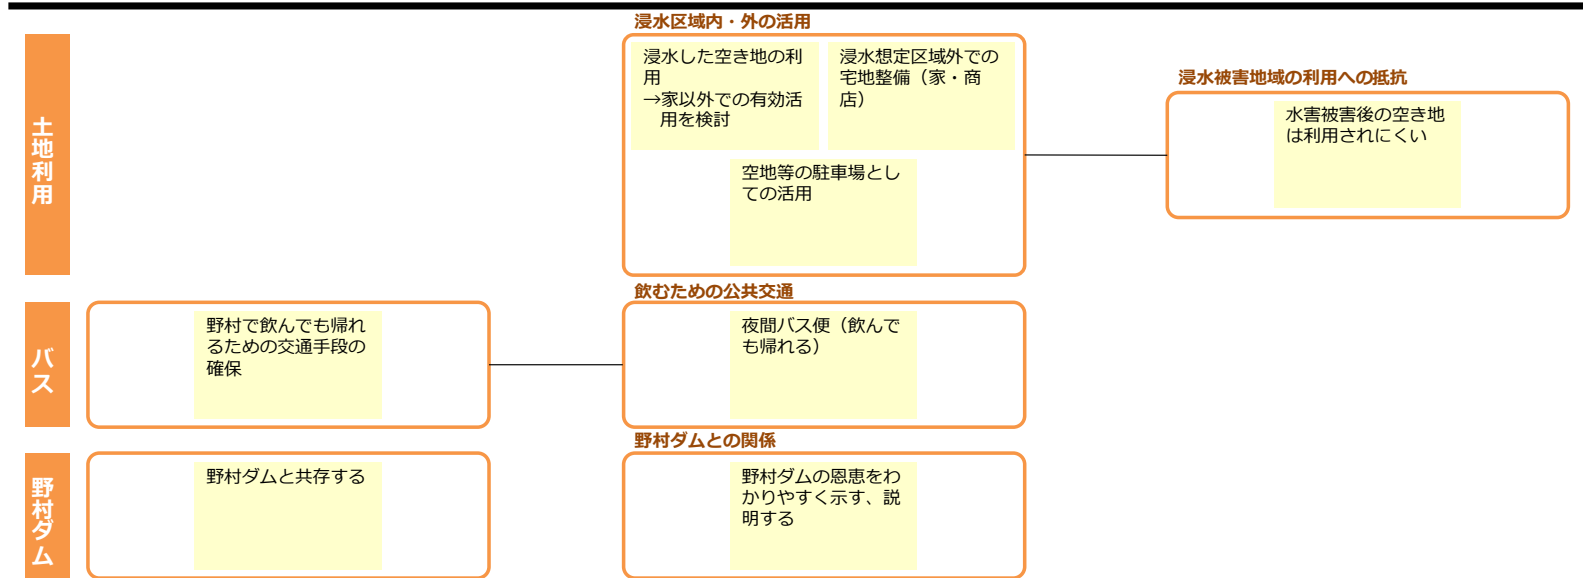 土地利用
浸水区域内・外の活用
浸水した空き地の利
用
→家以外での有効活
用を検討
浸水想定区域外での
宅地整備（家・商
店）
空地等の駐車場とし
ての活用
浸水被害地域の利用への抵抗
水害被害後の空き地
は利用されにくい
バス
野村で飲んでも帰れ
るための交通手段の
確保
飲むための公共交通
夜間バス便（飲んで
も帰れる）
野村ダム
野村ダムと共存する
野村ダムとの関係
野村ダムの恩恵をわ
かりやすく示す、説
明する